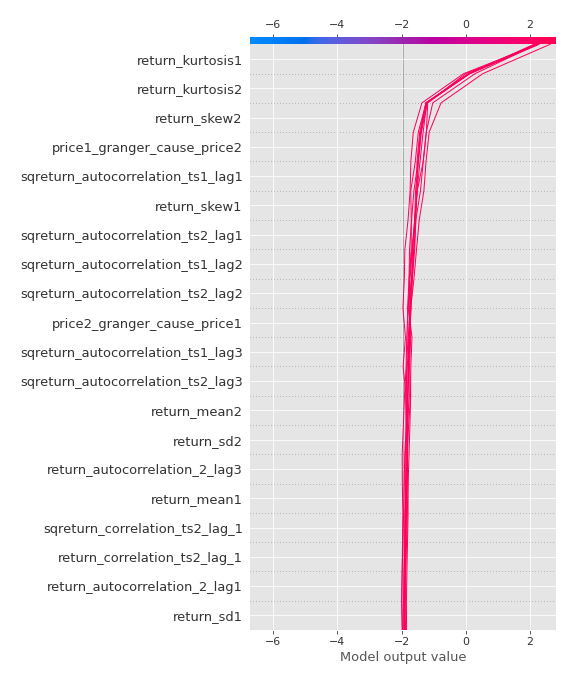 −6 −4 −2 0 2
return_kurtosis1
return_kurtosis2
return_skew2
price1_granger_cause_price2
sqreturn_autocorrelation_ts1_lag1
return_skew1
sqreturn_autocorrelation_ts2_lag1
sqreturn_autocorrelation_ts1_lag2
sqreturn_autocorrelation_ts2_lag2
price2_granger_cause_price1
sqreturn_autocorrelation_ts1_lag3
sqreturn_autocorrelation_ts2_lag3
return_mean2
return_sd2
return_autocorrelation_2_lag3
return_mean1
sqreturn_correlation_ts2_lag_1
return_correlation_ts2_lag_1
return_autocorrelation_2_lag1
return_sd1
−6 −4 −2 0 2
Model output value